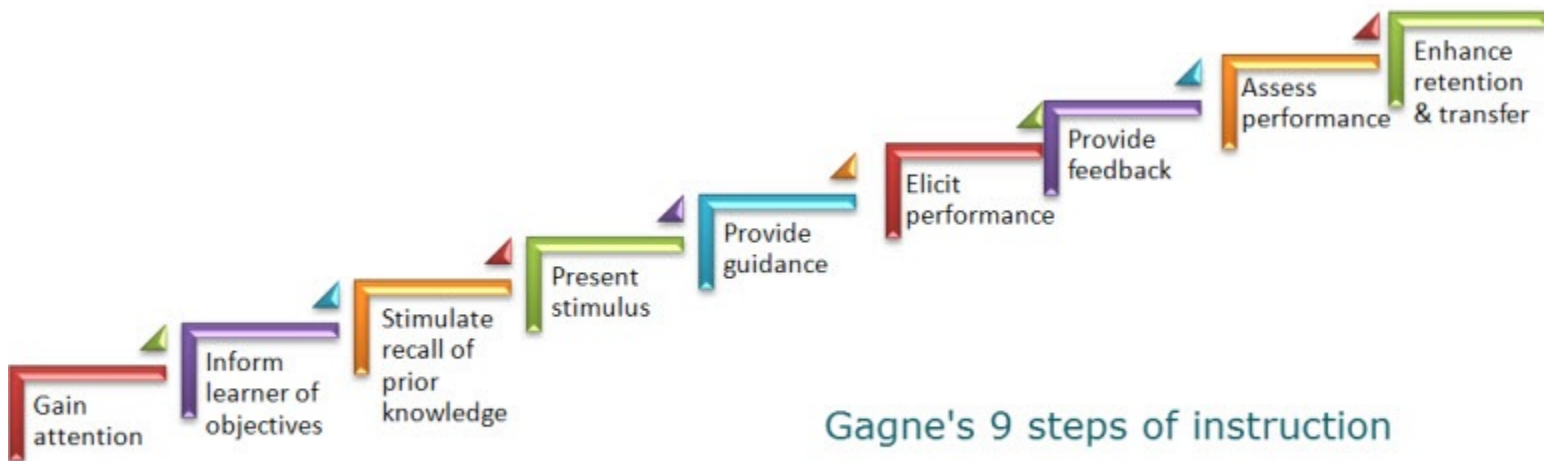 Gain
attention
Inform
learner of
objectives
Stimulate
recall of
prior
knowledge
Present
stimulus
Provide
guidance
Elicit
performance
Provide
feedback
Assess
performance
Enhance
retention
& transfer
Gagne's 9 steps of instruction